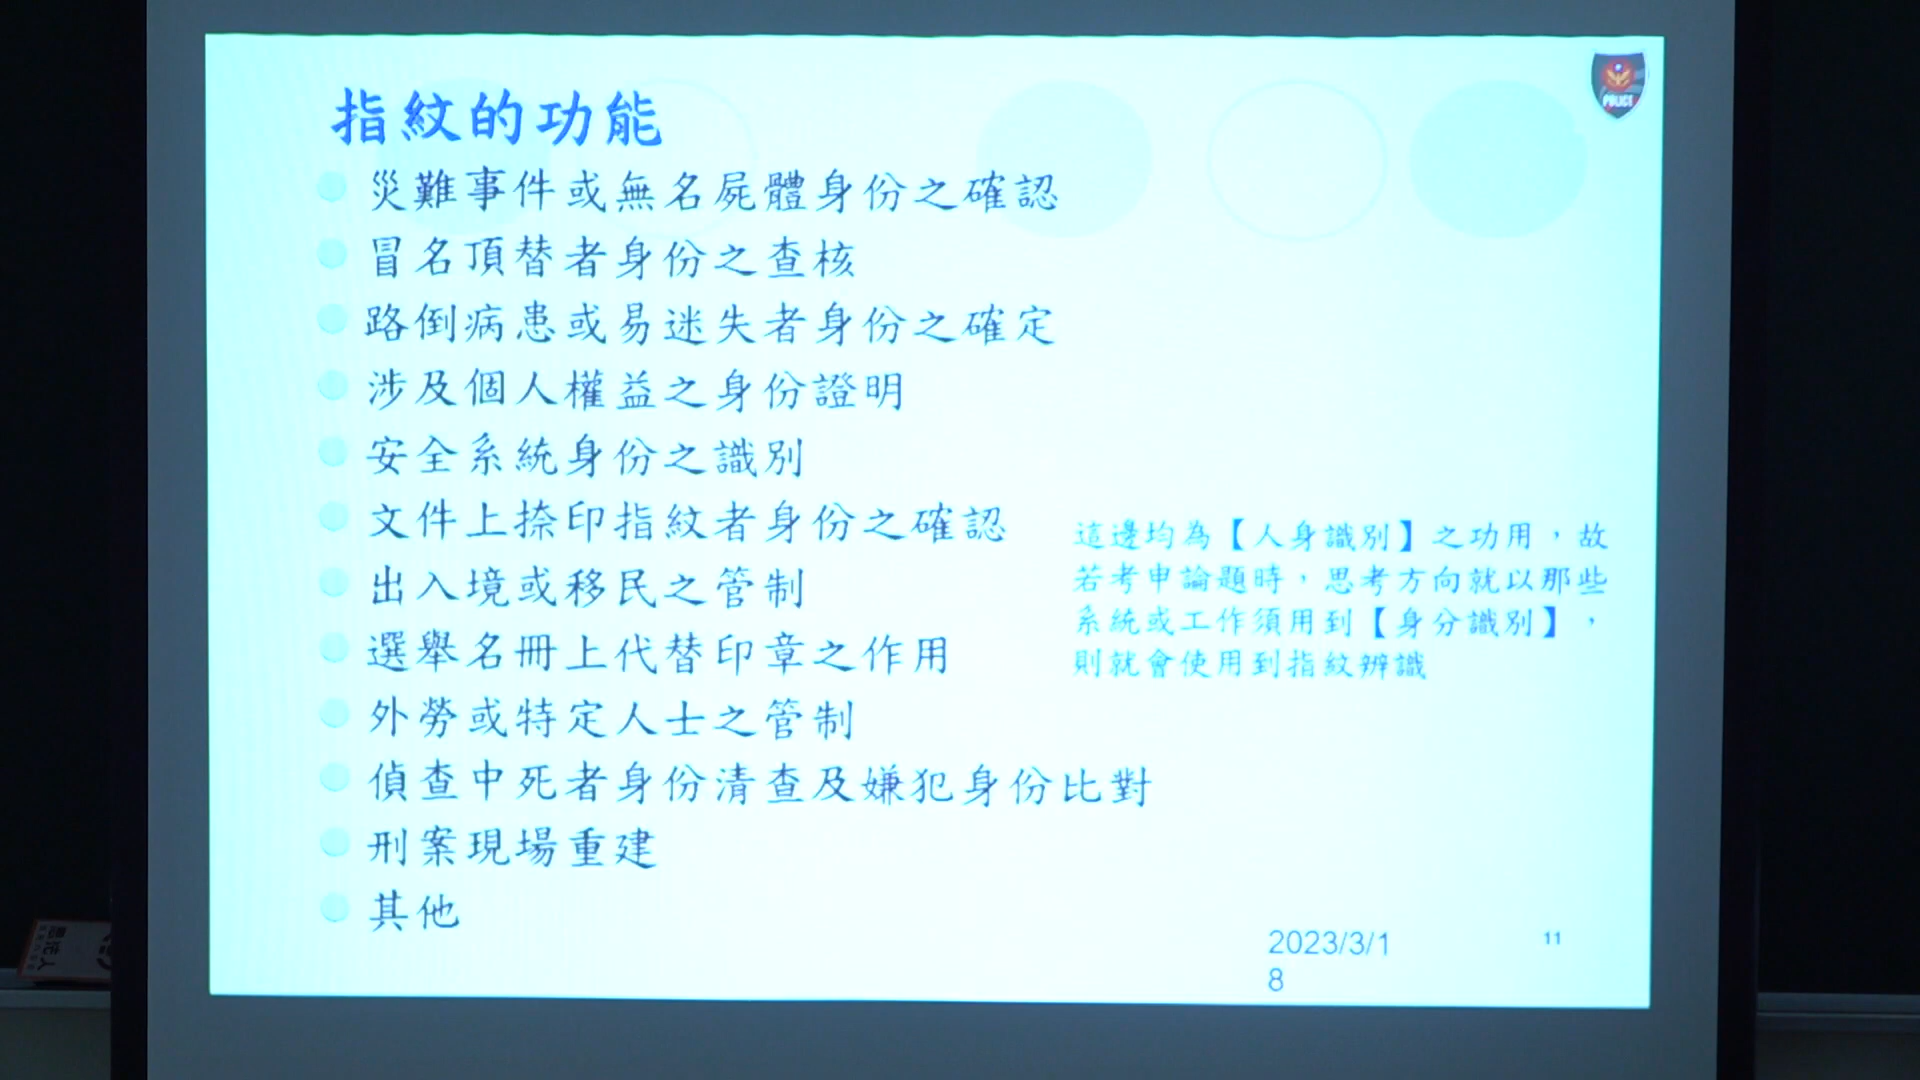 指紋的功能
災難事件或無名屍體身份之確認
冒名頂替者身份之查核
路倒病患或易迷失者身份之確定
涉及個人權益之身份證明
安全系統身份之識別
文件上捺印指紋者身份之確認
出入境或移民之管制
選舉名冊上代替印章之作用
外勞或特定人士之管制
偵查中死者身份清查及嫌犯身份比對
刑案現場重建
其他
這邊均為【人身識別】之功用，故
若考申論題時，思考方向就以那些
系統或工作須用到【身分識別】，
則就會使用到指紋辨識
2023/3/1
8
11
POLICE